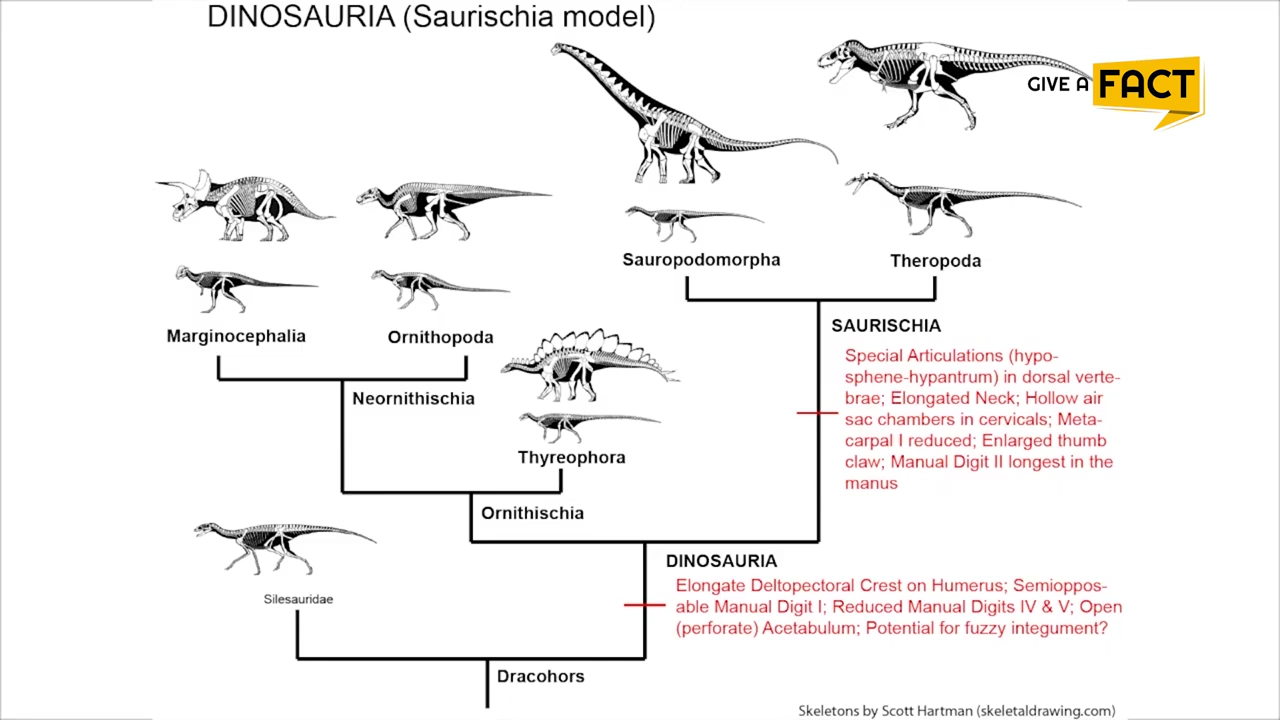 DINOSAURIA (Saurischia model)
GIVE A FACT
Sauropodomorpha
Theropoda
Marginocephalia
Ornithopoda
SAURISCHIA
Special Articulations (hypo-
sphene-hypantrum) in dorsal verte-
brae; Elongated Neck; Hollow air
sac chambers in cervicals; Meta-
carpal I reduced; Enlarged thumb
claw; Manual Digit II longest in the
manus
Neornithischia
Thyreophora
Ornithischia
DINOSAURIA
Elongate Deltopectoral Crest on Humerus; Semioppos-
able Manual Digit I; Reduced Manual Digits IV & V; Open
(perforate) Acetabulum; Potential for fuzzy integument?
Silesauridae
Dracohors
Skeletons by Scott Hartman (skeletaldrawing.com)